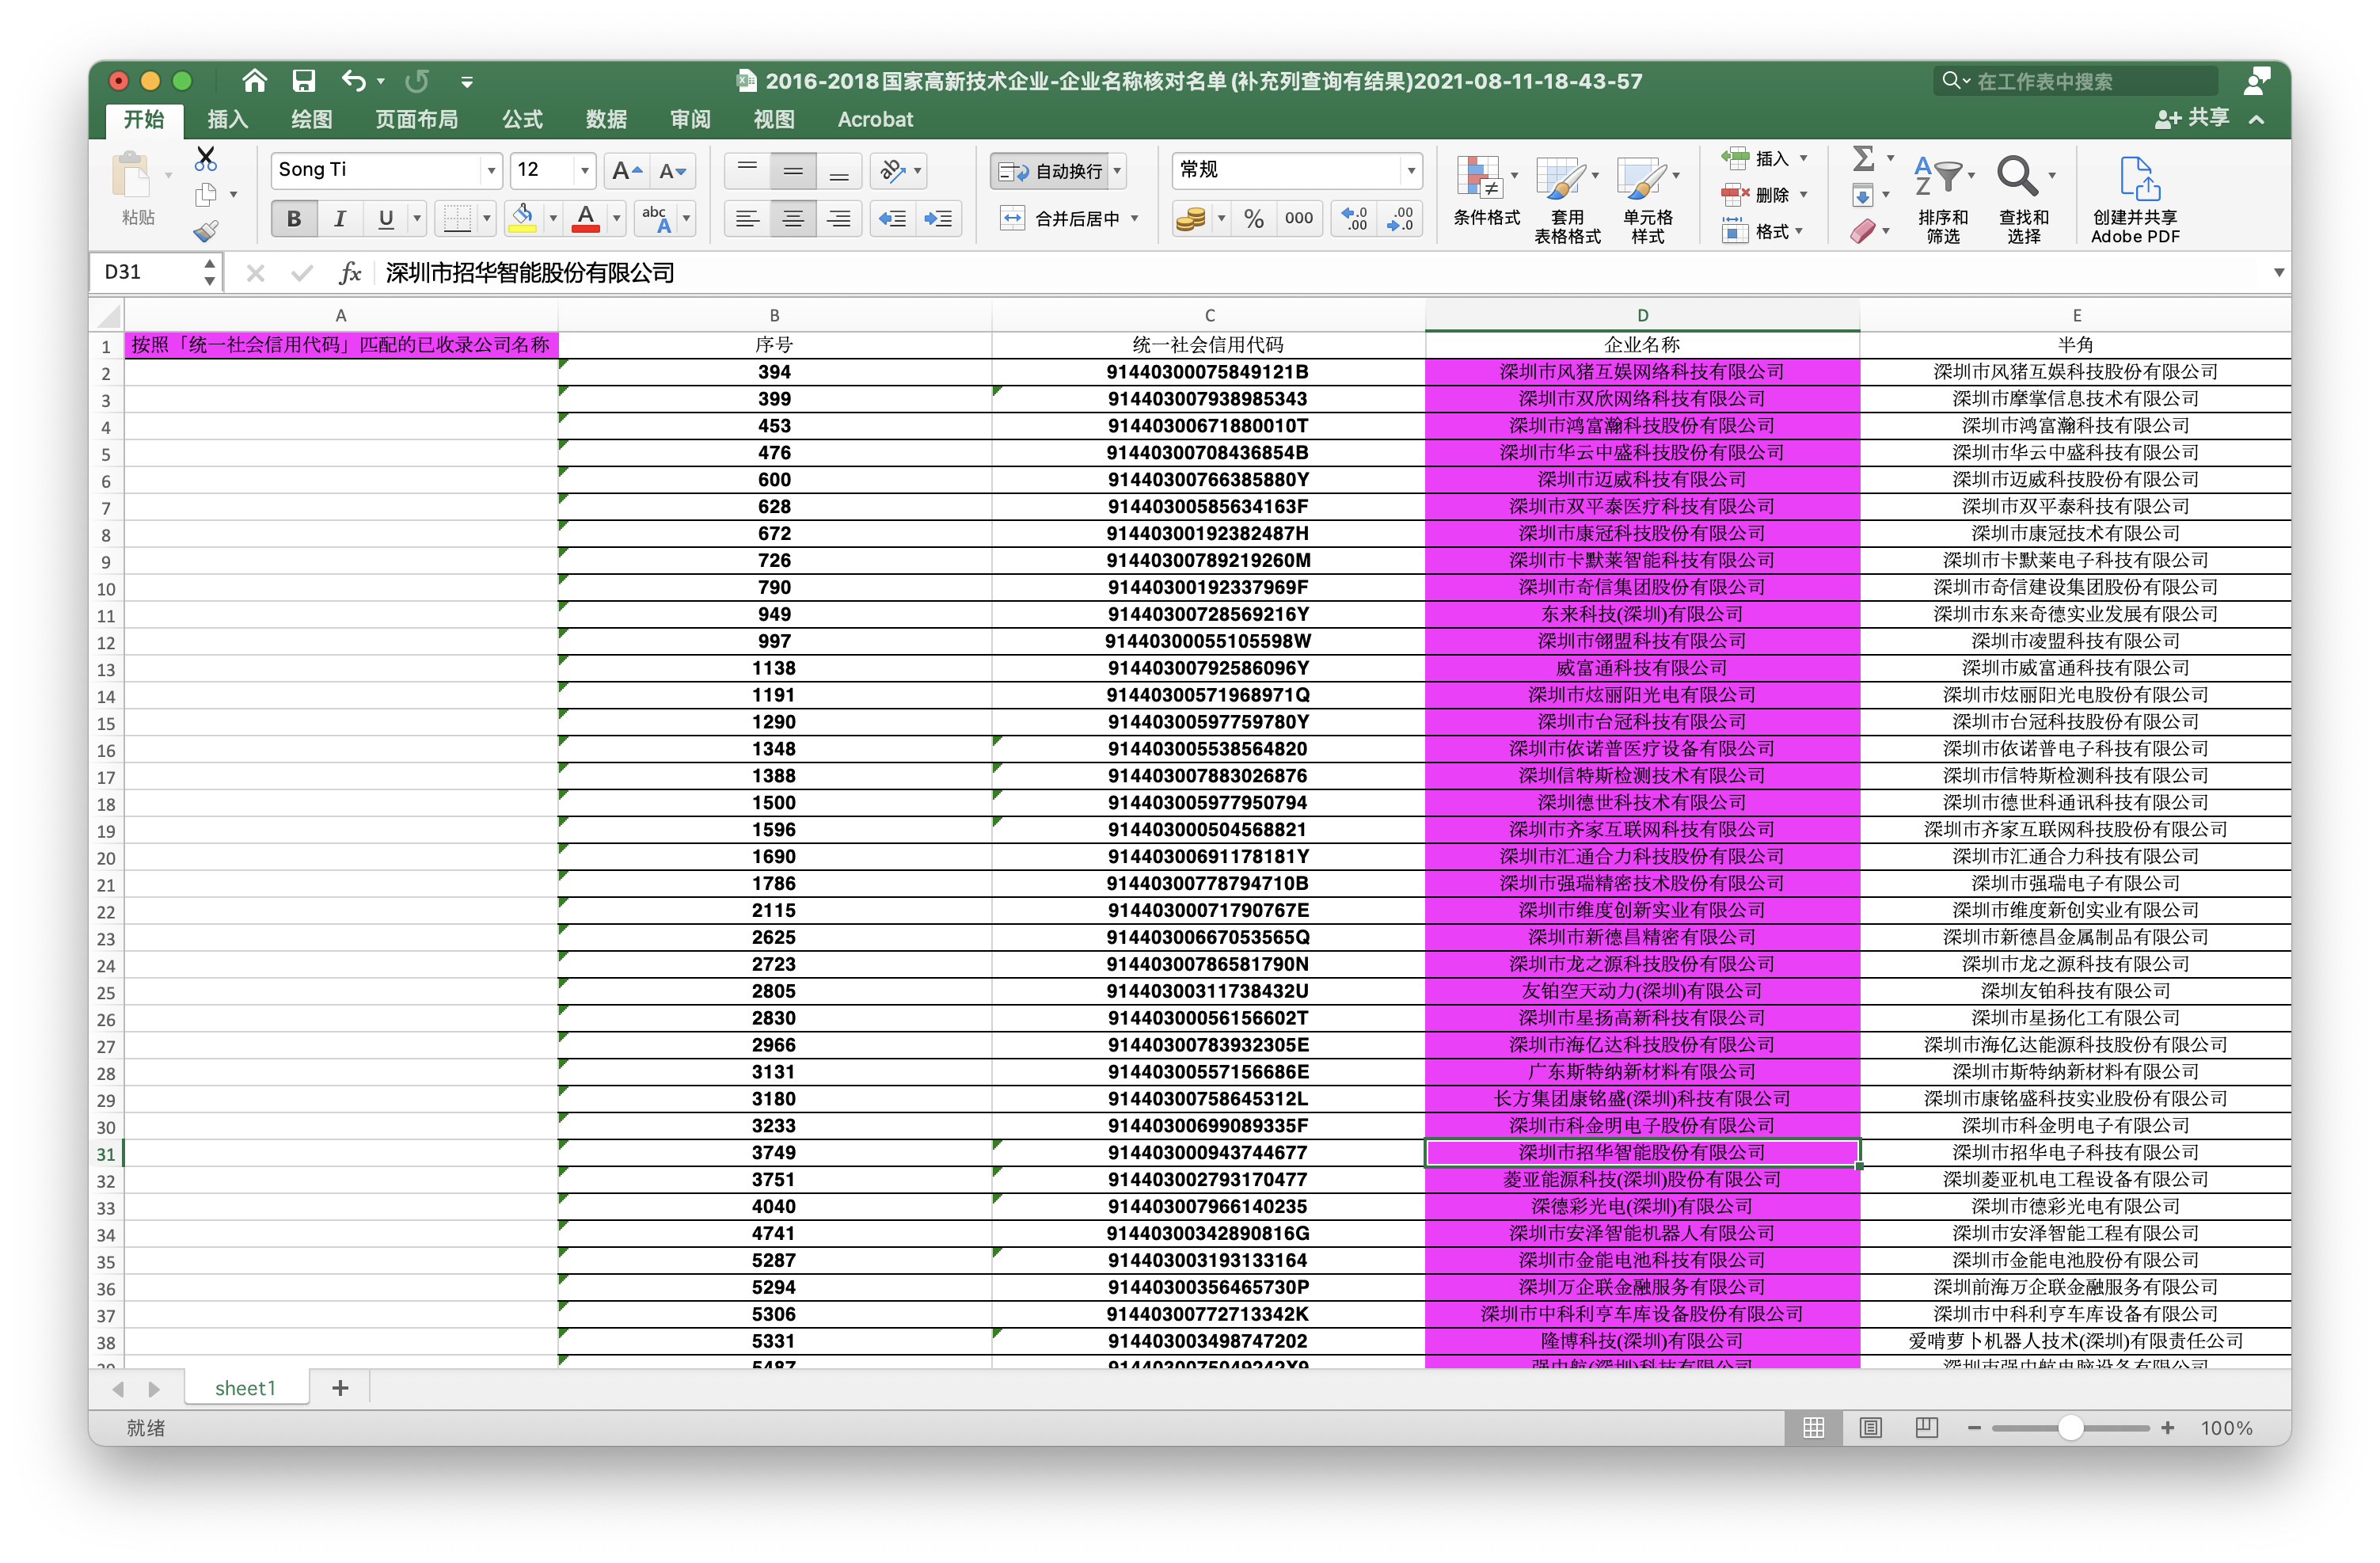 2016-2018国家高新技术企业-企业名称核对名单(补充列查询有结果)2021-08-11-18-43-57
在工作表中搜索
开始 插入 绘图 页面布局 公式 数据 审阅 视图 Acrobat 共享
粘贴 Song Ti 12 A A 自动换行 常规 条件格式 套用 表格格式 单元格 样式 插入 删除 格式 排序和 筛选 查找和 选择 创建并共享 Adobe PDF
B I U A abc A 合并后居中 % 000 .0 .00 .00 .0
D31 fx 深圳市招华智能股份有限公司
A B C D E
1 按照「统一社会信用代码」匹配的已收录公司名称 序号 统一社会信用代码 企业名称 半角
2 394 91440300075849121B 深圳市风猪互娱网络科技有限公司 深圳市风猪互娱科技股份有限公司
3 399 914403007938985343 深圳市双欣网络科技有限公司 深圳市摩掌信息技术有限公司
4 453 91440300671880010T 深圳市鸿富瀚科技股份有限公司 深圳市鸿富瀚科技有限公司
5 476 91440300708436854B 深圳市华云中盛科技股份有限公司 深圳市华云中盛科技有限公司
6 600 91440300766385880Y 深圳市迈威科技有限公司 深圳市迈威科技股份有限公司
7 628 91440300585634163F 深圳市双平泰医疗科技有限公司 深圳市双平泰科技有限公司
8 672 91440300192382487H 深圳市康冠科技股份有限公司 深圳市康冠技术有限公司
9 726 91440300789219260M 深圳市卡默莱智能科技有限公司 深圳市卡默莱电子科技有限公司
10 790 91440300192337969F 深圳市奇信集团股份有限公司 深圳市奇信建设集团股份有限公司
11 949 91440300728569216Y 东来科技(深圳)有限公司 深圳市东来奇德实业发展有限公司
12 997 91440300055105598W 深圳市翎盟科技有限公司 深圳市凌盟科技有限公司
13 1138 91440300792586096Y 威富通科技有限公司 深圳市威富通科技有限公司
14 1191 91440300571968971Q 深圳市炫丽阳光电有限公司 深圳市炫丽阳光电股份有限公司
15 1290 91440300597759780Y 深圳市台冠科技有限公司 深圳市台冠科技股份有限公司
16 1348 914403005538564820 深圳市依诺普医疗设备有限公司 深圳市依诺普电子科技有限公司
17 1388 914403007883026876 深圳信特斯检测技术有限公司 深圳市信特斯检测科技有限公司
18 1500 914403005977950794 深圳德世科技术有限公司 深圳市德世科通讯科技有限公司
19 1596 914403000504568821 深圳市齐家互联网科技有限公司 深圳市齐家互联网科技股份有限公司
20 1690 91440300691178181Y 深圳市汇通合力科技股份有限公司 深圳市汇通合力科技有限公司
21 1786 91440300778794710B 深圳市强瑞精密技术股份有限公司 深圳市强瑞电子有限公司
22 2115 91440300071790767E 深圳市维度创新实业有限公司 深圳市维度新创实业有限公司
23 2625 91440300667053565Q 深圳市新德昌精密有限公司 深圳市新德昌金属制品有限公司
24 2723 91440300786581790N 深圳市龙之源科技股份有限公司 深圳市龙之源科技有限公司
25 2805 91440300311738432U 友铂空天动力(深圳)有限公司 深圳友铂科技有限公司
26 2830 91440300056156602T 深圳市星扬高新科技有限公司 深圳市星扬化工有限公司
27 2966 91440300783932305E 深圳市海亿达科技股份有限公司 深圳市海亿达能源科技股份有限公司
28 3131 91440300557156686E 广东斯特纳新材料有限公司 深圳市斯特纳新材料有限公司
29 3180 91440300758645312L 长方集团康铭盛(深圳)科技有限公司 深圳市康铭盛科技实业股份有限公司
30 3233 91440300699089335F 深圳市科金明电子股份有限公司 深圳市科金明电子有限公司
31 3749 914403000943744677 深圳市招华智能股份有限公司 深圳市招华电子科技有限公司
32 3751 914403002793170477 菱亚能源科技(深圳)股份有限公司 深圳菱亚机电工程设备有限公司
33 4040 914403007966140235 深德彩光电(深圳)有限公司 深圳市德彩光电有限公司
34 4741 91440300342890816G 深圳市安泽智能机器人有限公司 深圳市安泽智能工程有限公司
35 5287 914403003193133164 深圳市金能电池科技有限公司 深圳市金能电池股份有限公司
36 5294 91440300356465730P 深圳万企联金融服务有限公司 深圳前海万企联金融服务有限公司
37 5306 91440300772713342K 深圳市中科利亨车库设备股份有限公司 深圳市中科利亨车库设备有限公司
38 5331 914403003498747202 隆博科技(深圳)有限公司 爱啃萝卜机器人技术(深圳)有限责任公司
sheet1
就绪 100%